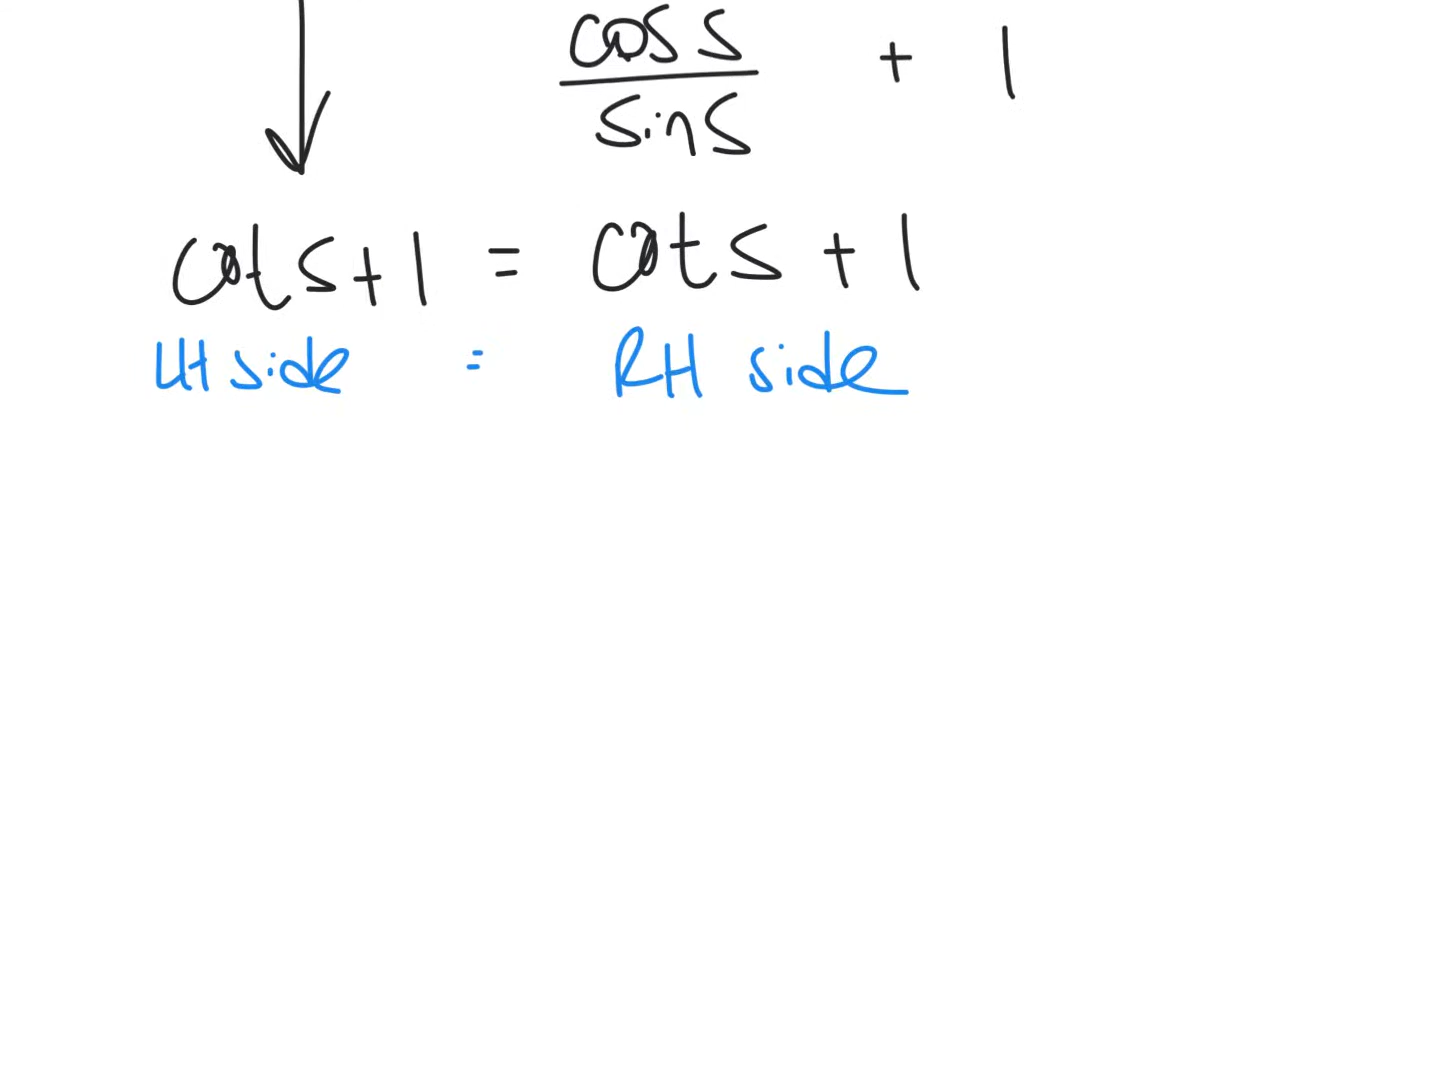 cos s
——— + 1
sin s
cot s + 1 = cot s + 1
LH side = RH side